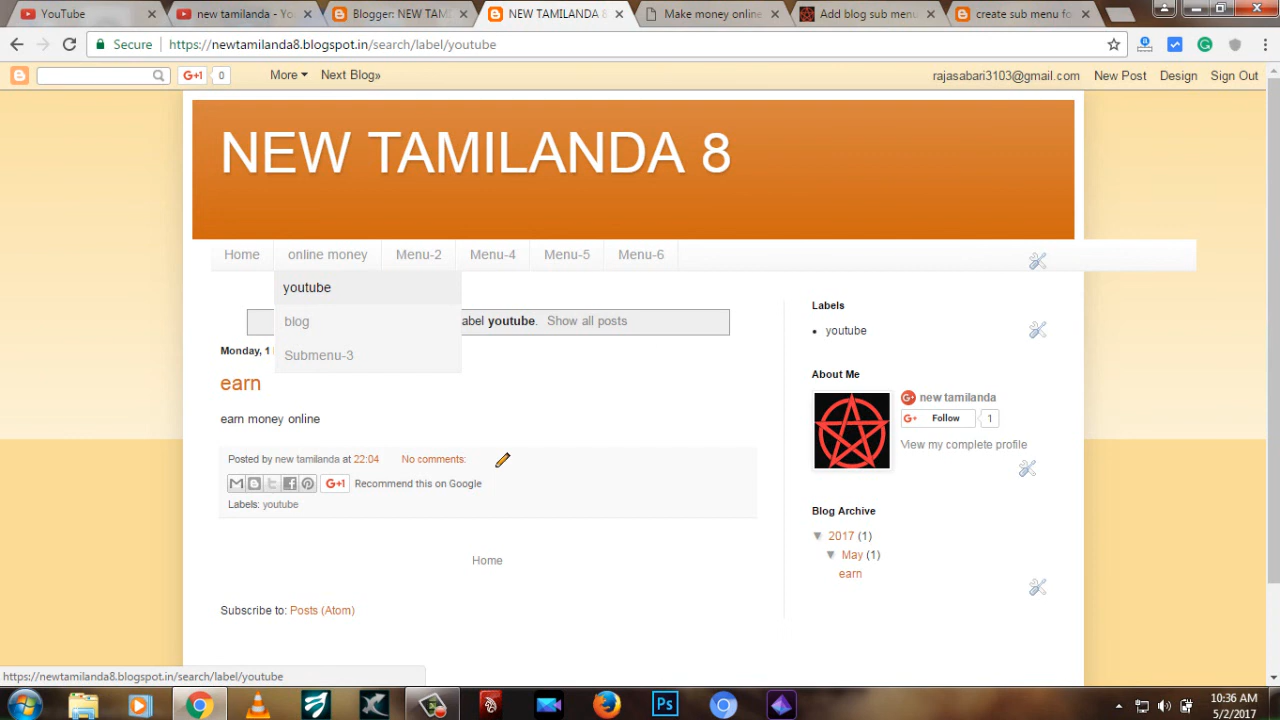 YouTube
new tamilanda - Yo
Blogger: NEW TAM
NEW TAMILANDA 8
Make money online
Add blog sub menu
create sub menu fo
Secure
https://newtamilanda8.blogspot.in/search/label/youtube
G+1 0 More Next Blog» rajasabari3103@gmail.com New Post Design Sign Out
NEW TAMILANDA 8
Home online money Menu-2 Menu-4 Menu-5 Menu-6
youtube
blog
Submenu-3
abel youtube. Show all posts
Monday, 1
earn
earn money online
Posted by new tamilanda at 22:04 No comments:
G+1 Recommend this on Google
Labels: youtube
Home
Subscribe to: Posts (Atom)
Labels
youtube
About Me
new tamilanda
G+ Follow 1
View my complete profile
Blog Archive
▼ 2017 (1)
▼ May (1)
earn
https://newtamilanda8.blogspot.in/search/label/youtube
Ps
10:36 AM
5/2/2017